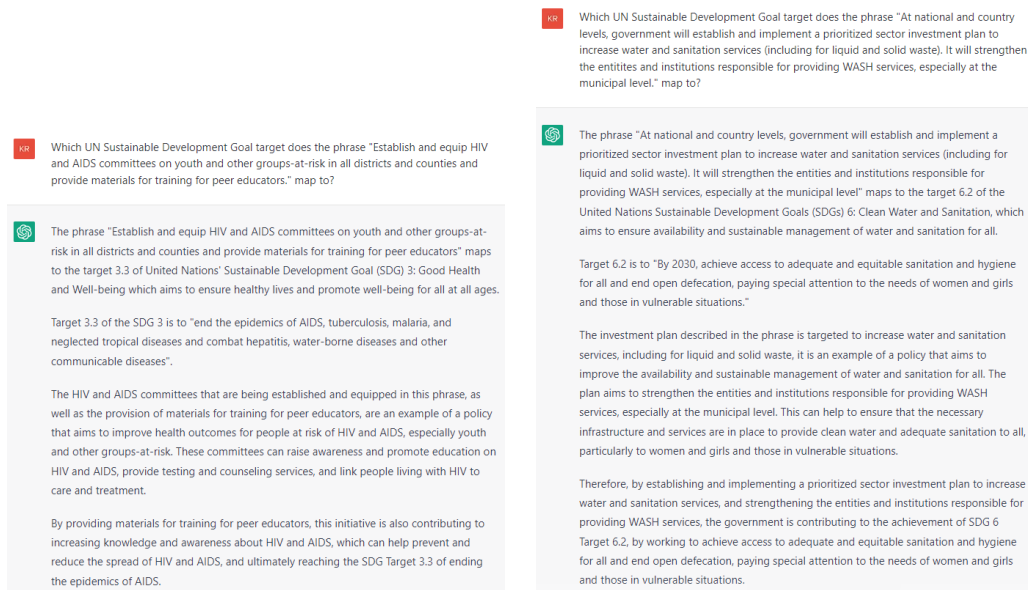 KR
Which UN Sustainable Development Goal target does the phrase "Establish and equip HIV
and AIDS committees on youth and other groups-at-risk in all districts and counties and
provide materials for training for peer educators." map to?
The phrase "Establish and equip HIV and AIDS committees on youth and other groups-at-
risk in all districts and counties and provide materials for training for peer educators" maps
to the target 3.3 of United Nations' Sustainable Development Goal (SDG) 3: Good Health
and Well-being which aims to ensure healthy lives and promote well-being for all at all ages.
Target 3.3 of the SDG 3 is to "end the epidemics of AIDS, tuberculosis, malaria, and
neglected tropical diseases and combat hepatitis, water-borne diseases and other
communicable diseases".
The HIV and AIDS committees that are being established and equipped in this phrase, as
well as the provision of materials for training for peer educators, are an example of a policy
that aims to improve health outcomes for people at risk of HIV and AIDS, especially youth
and other groups-at-risk. These committees can raise awareness and promote education on
HIV and AIDS, provide testing and counseling services, and link people living with HIV to
care and treatment.
By providing materials for training for peer educators, this initiative is also contributing to
increasing knowledge and awareness about HIV and AIDS, which can help prevent and
reduce the spread of HIV and AIDS, and ultimately reaching the SDG Target 3.3 of ending
the epidemics of AIDS.
KR
Which UN Sustainable Development Goal target does the phrase "At national and country
levels, government will establish and implement a prioritized sector investment plan to
increase water and sanitation services (including for liquid and solid waste). It will strengthen
the entitites and institutions responsible for providing WASH services, especially at the
municipal level." map to?
The phrase "At national and country levels, government will establish and implement a
prioritized sector investment plan to increase water and sanitation services (including for
liquid and solid waste). It will strengthen the entities and institutions responsible for
providing WASH services, especially at the municipal level" maps to the target 6.2 of the
United Nations Sustainable Development Goals (SDGs) 6: Clean Water and Sanitation, which
aims to ensure availability and sustainable management of water and sanitation for all.
Target 6.2 is to "By 2030, achieve access to adequate and equitable sanitation and hygiene
for all and end open defecation, paying special attention to the needs of women and girls
and those in vulnerable situations."
The investment plan described in the phrase is targeted to increase water and sanitation
services, including for liquid and solid waste, it is an example of a policy that aims to
improve the availability and sustainable management of water and sanitation for all. The
plan aims to strengthen the entities and institutions responsible for providing WASH
services, especially at the municipal level. This can help to ensure that the necessary
infrastructure and services are in place to provide clean water and adequate sanitation to all,
particularly to women and girls and those in vulnerable situations.
Therefore, by establishing and implementing a prioritized sector investment plan to increase
water and sanitation services, and strengthening the entities and institutions responsible for
providing WASH services, the government is contributing to the achievement of SDG 6
Target 6.2, by working to achieve access to adequate and equitable sanitation and hygiene
for all and end open defecation, paying special attention to the needs of women and girls
and those in vulnerable situations.